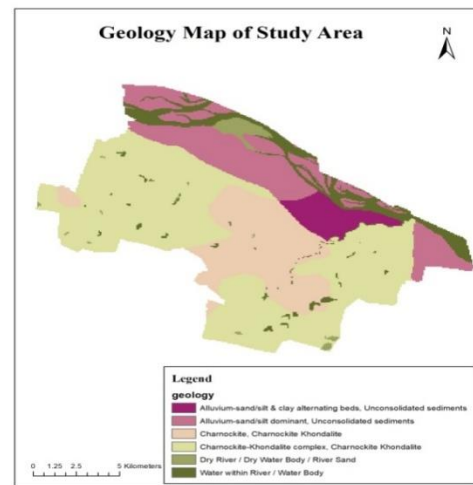 Geology Map of Study Area
N
Legend
geology
Alluvium-sand/silt & clay alternating beds, Unconsolidated sediments
Alluvium-sand/silt dominant, Unconsolidated sediments
Charnockite, Charnockite Khondalite
Charnockite-Khondalite complex, Charnockite Khondalite
Dry River / Dry Water Body / River Sand
Water within River / Water Body
0 1.25 2.5 5 Kilometers